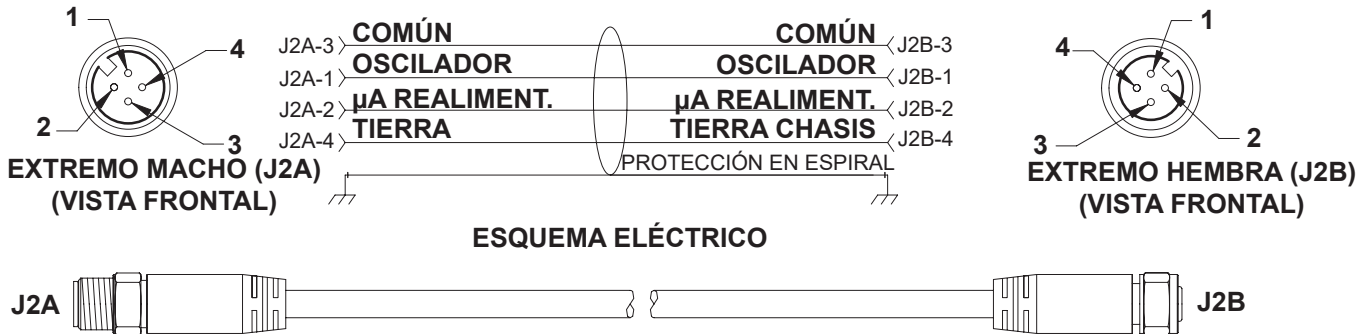 1
4
2
3
EXTREMO MACHO (J2A)
(VISTA FRONTAL)
J2A-3 COMÚN COMÚN J2B-3
J2A-1 OSCILADOR OSCILADOR J2B-1
J2A-2 µA REALIMENT. µA REALIMENT. J2B-2
J2A-4 TIERRA TIERRA CHASIS J2B-4
PROTECCIÓN EN ESPIRAL
1
4
3
2
EXTREMO HEMBRA (J2B)
(VISTA FRONTAL)
ESQUEMA ELÉCTRICO
J2A
J2B